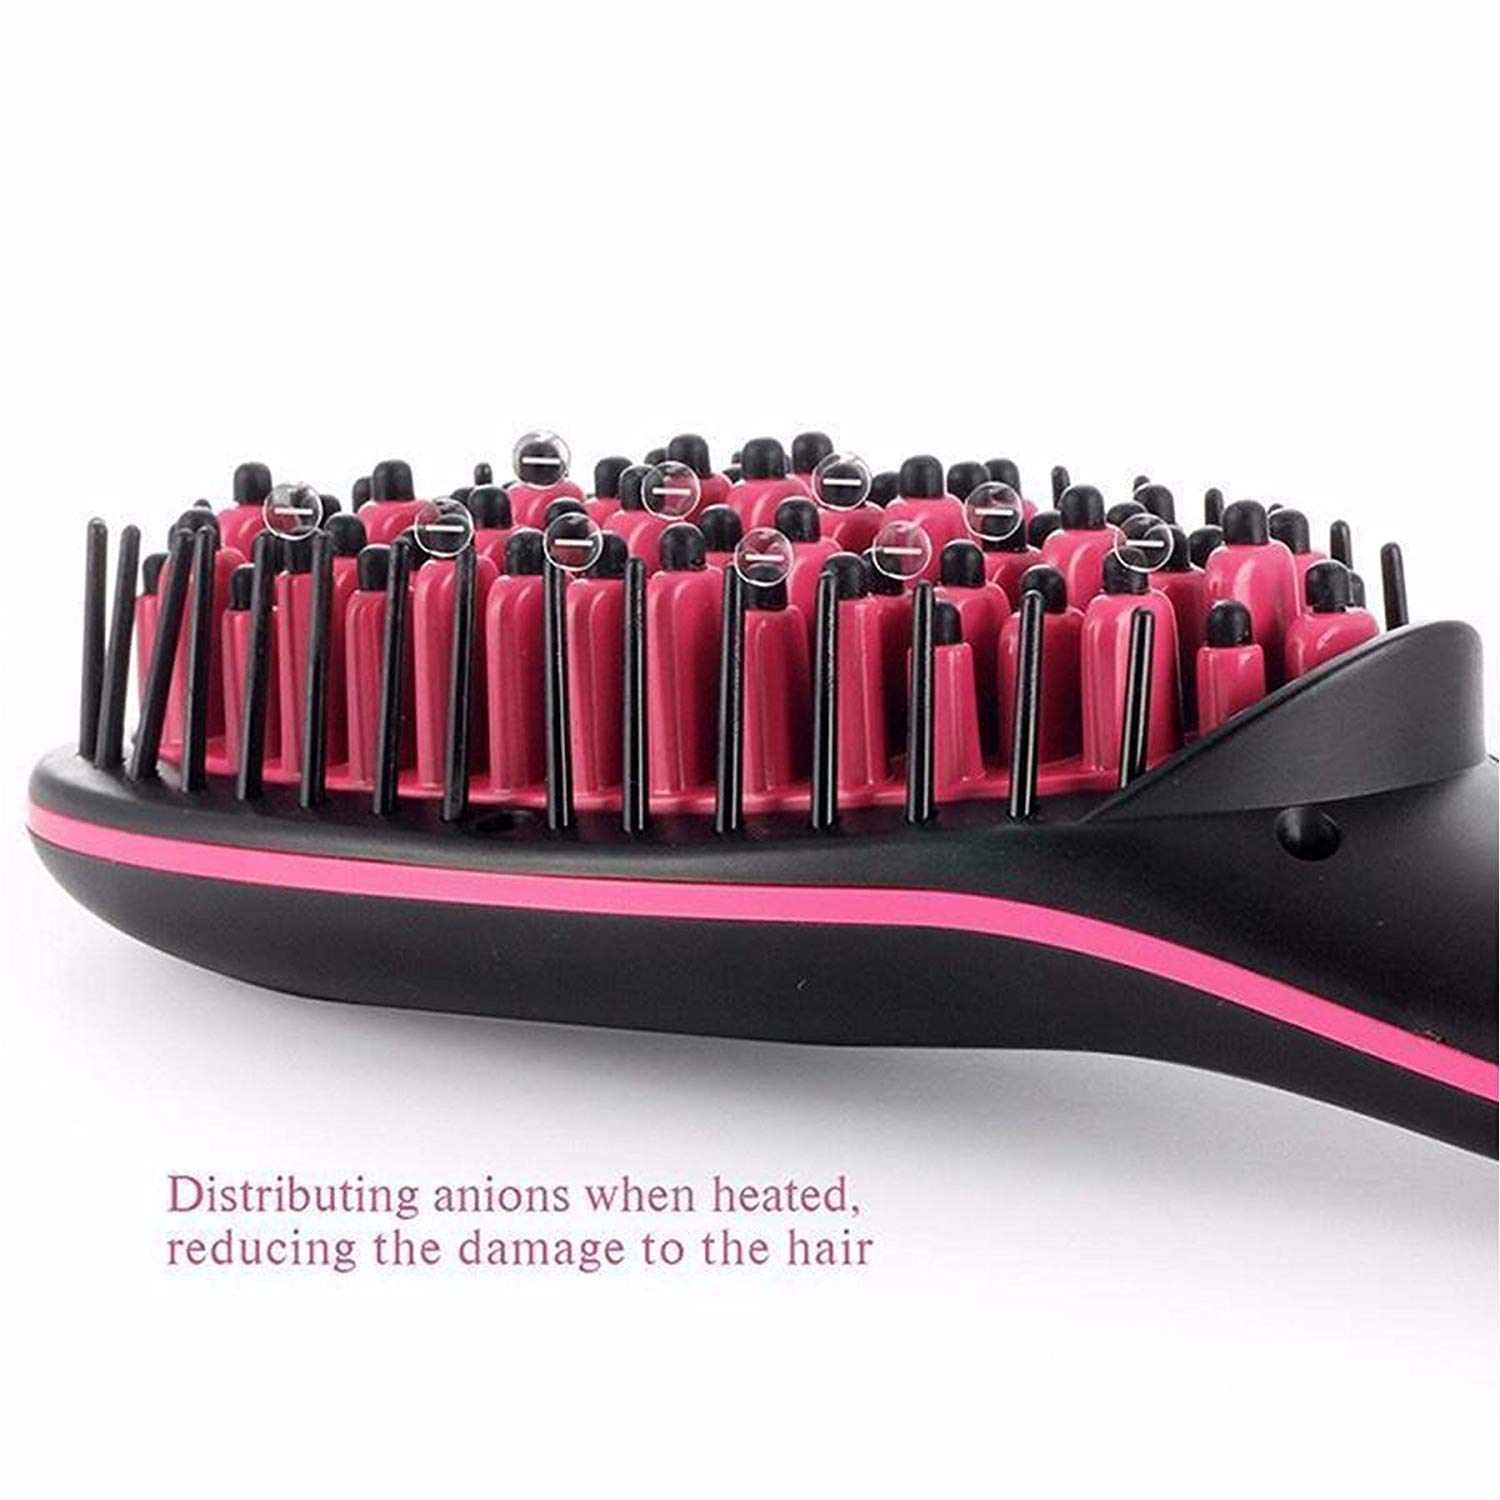 Distributing anions when heated,
reducing the damage to the hair